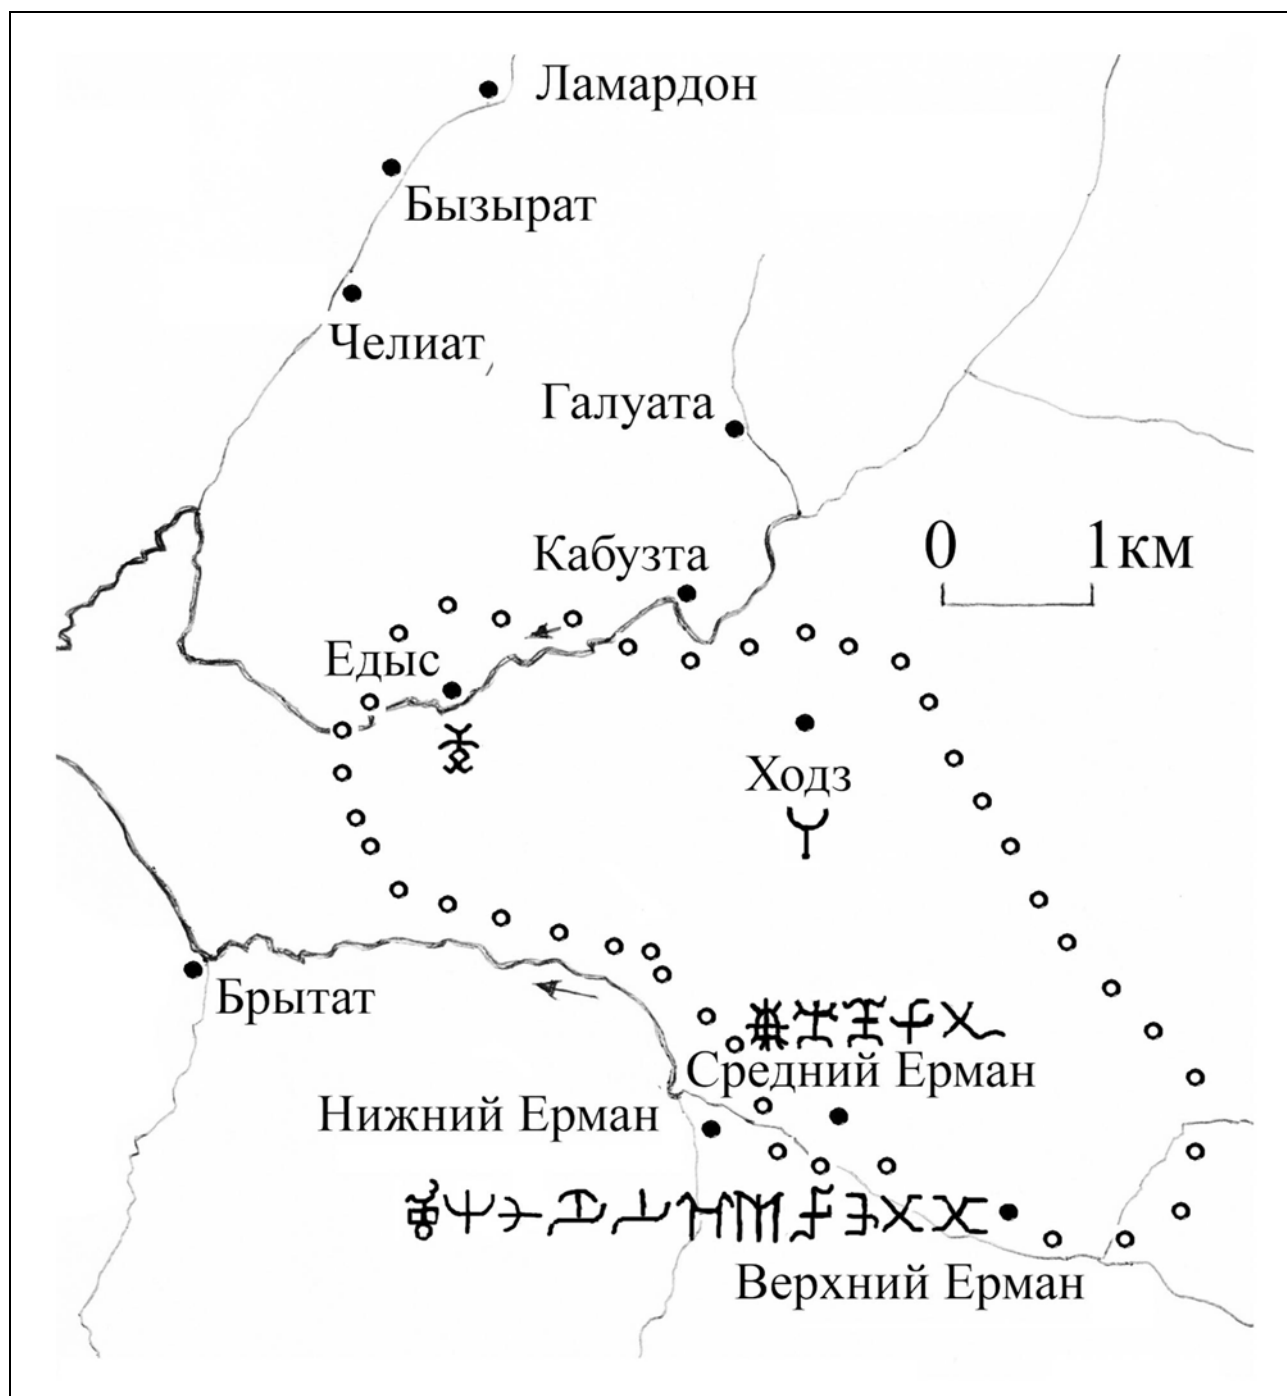 Ламардон
Бызырат
Челиат
Галуата
0 1км
Кабузта
Едыс
Ходз
Брытат
Средний Ерман
Нижний Ерман
Верхний Ерман